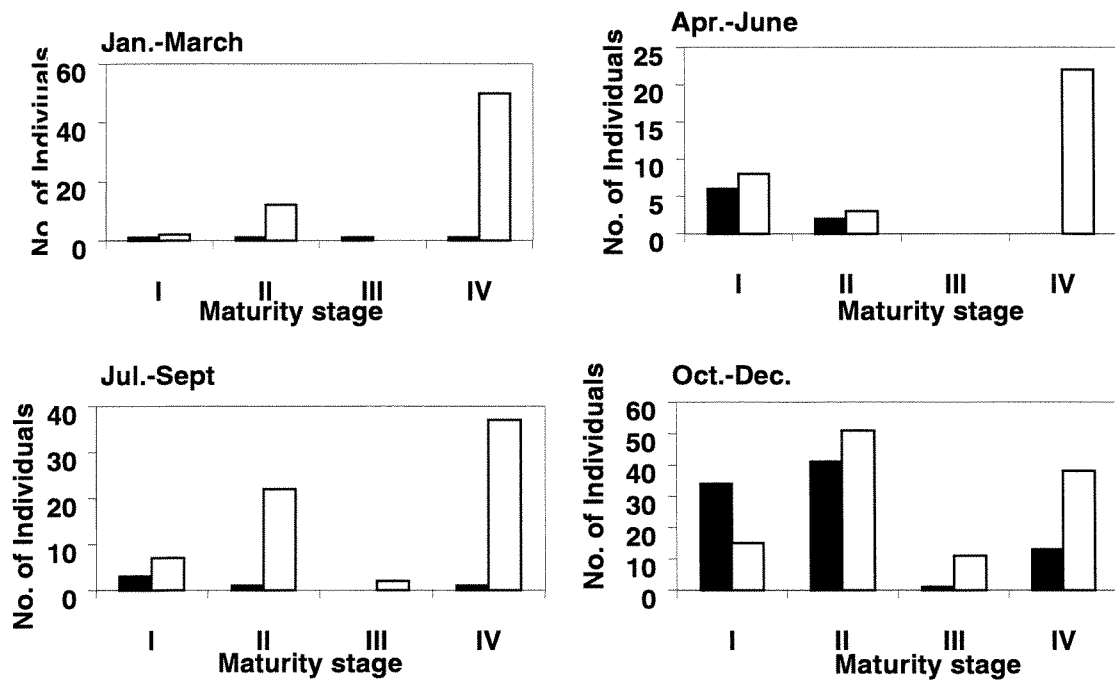 Jan.-March
No. of Individuals
60
40
20
0
I II III IV
Maturity stage
Apr.-June
No. of Individuals
25
20
15
10
5
0
I II III IV
Maturity stage
Jul.-Sept
No. of Individuals
40
30
20
10
0
I II III IV
Maturity stage
Oct.-Dec.
No. of Individuals
60
50
40
30
20
10
0
I II III IV
Maturity stage